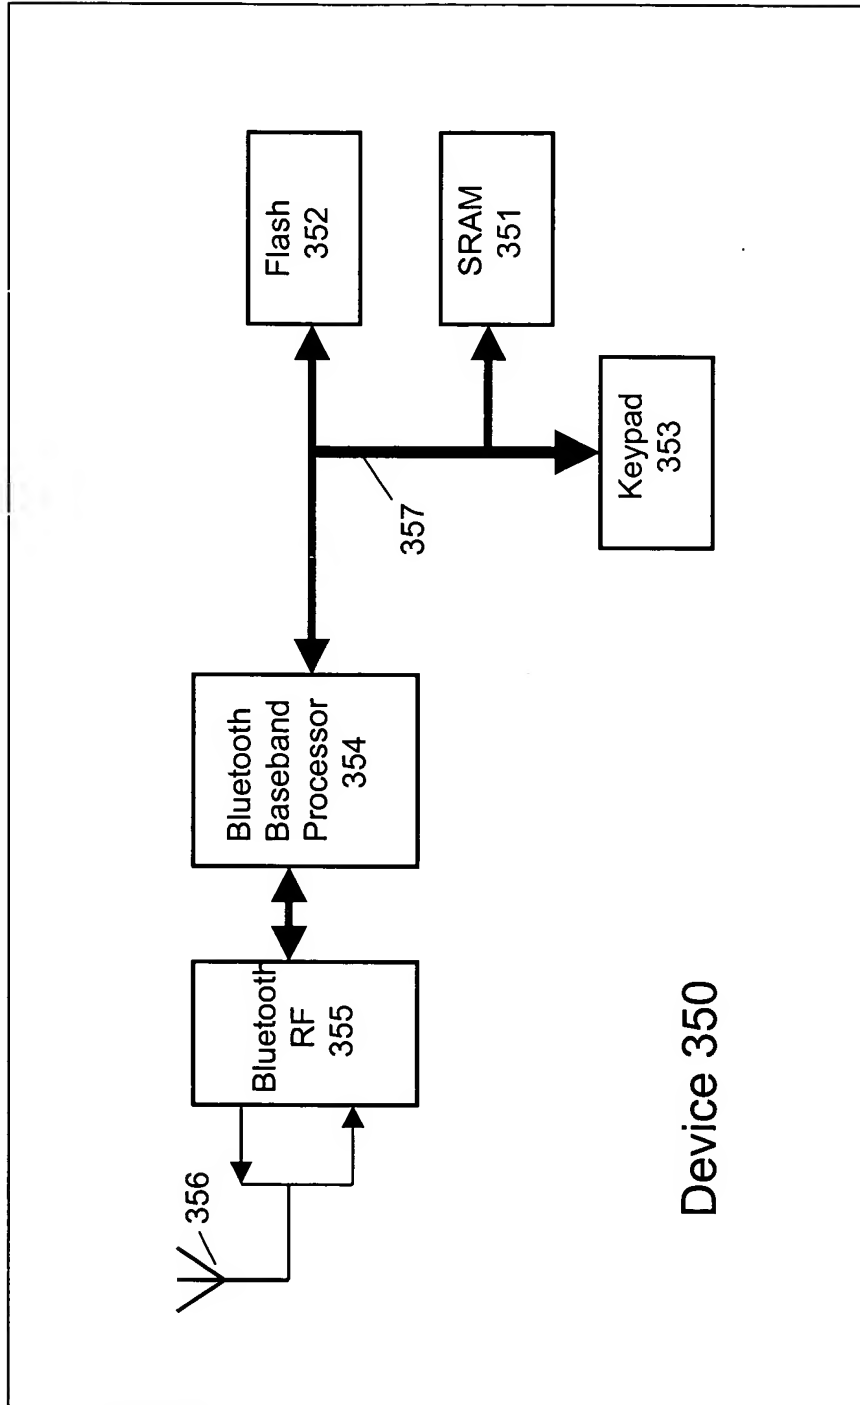 356
Bluetooth
RF
355
Bluetooth
Baseband
Processor
354
357
Flash
352
SRAM
351
Keypad
353
Device 350